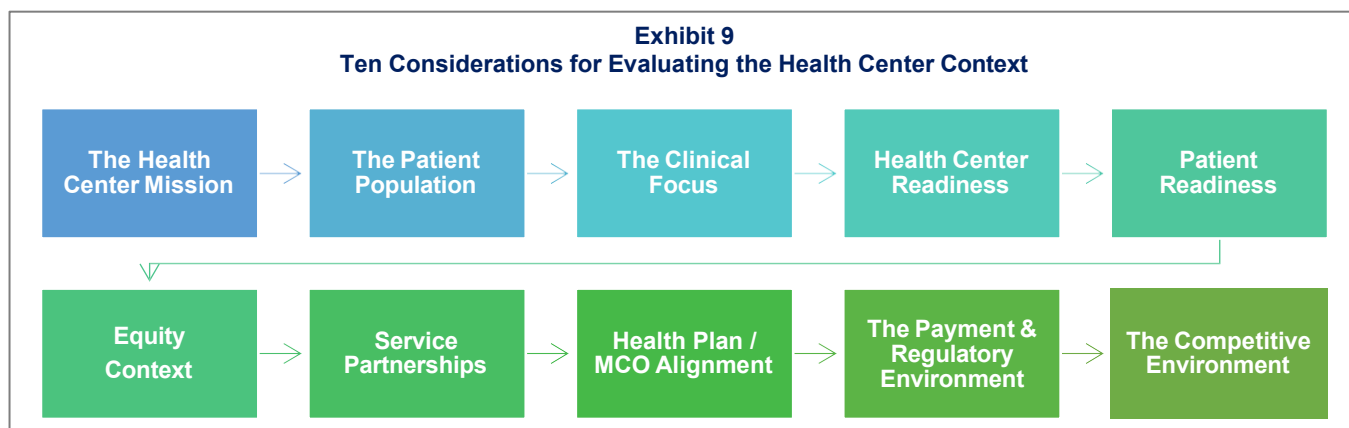 Exhibit 9
Ten Considerations for Evaluating the Health Center Context
The Health
Center Mission
The Patient
Population
The Clinical
Focus
Health Center
Readiness
Patient
Readiness
Equity
Context
Service
Partnerships
Health Plan /
MCO Alignment
The Payment &
Regulatory
Environment
The Competitive
Environment